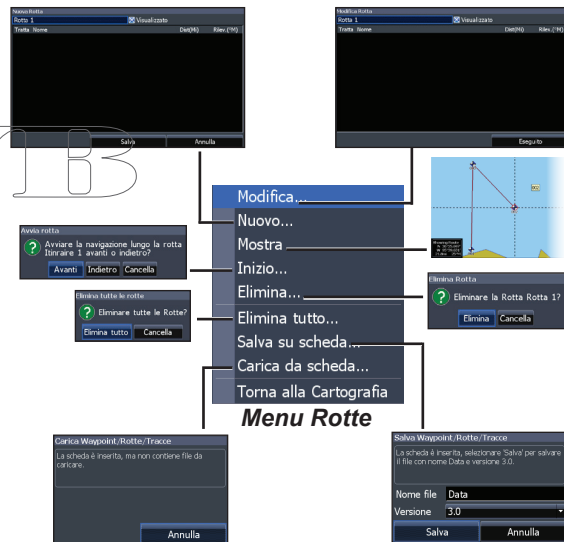 Nuova Rotta
Rotta 1
Visualizzato
Tratta Nome Dist(Mi) Rilev.(°M)
Salva Annulla
Modifica Rotta
Rotta 1
Visualizzato
Tratta Nome Dist(Mi) Rilev.(°M)
Eseguito
B
Avvia rotta
Avviare la navigazione lungo la rotta
Itinraire 1 avanti o indietro?
Avanti Indietro Cancella
Elimina tutte le rotte
Eliminare tutte le Rotte?
Elimina tutto Cancella
Modifica...
Nuovo...
Mostra
Inizio...
Elimina...
Elimina tutto...
Salva su scheda...
Carica da scheda...
Torna alla Cartografia
Menu Rotte
002
Elimina Rotta
Eliminare la Rotta Rotta 1?
Elimina Cancella
Carica Waypoint/Rotte/Tracce
La scheda è inserita, ma non contiene file da
caricare.
Annulla
Salva Waypoint/Rotte/Tracce
La scheda è inserita, selezionare 'Salva' per salvare
il file con nome Data e versione 3.0.
Nome file Data
Versione 3.0
Salva Annulla